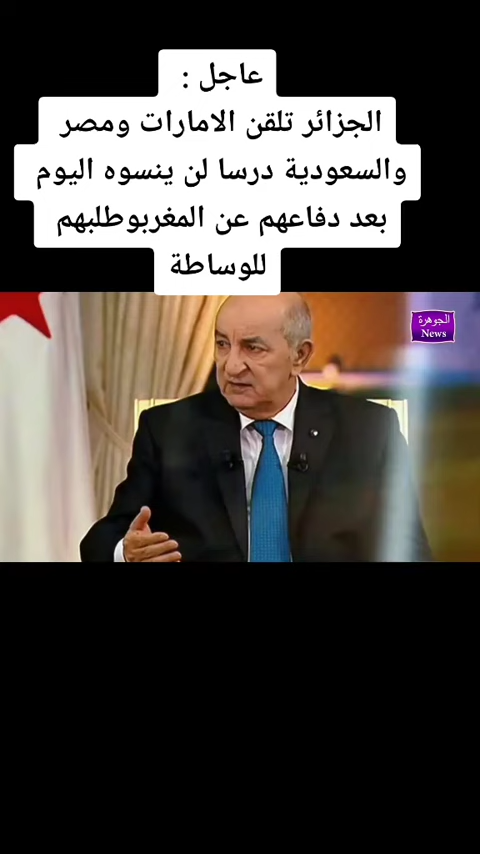 عاجل :
الجزائر تلقن الامارات ومصر
والسعودية درسا لن ينسوه اليوم
بعد دفاعهم عن المغربوطلبهم
للوساطة
الجوهرة
News